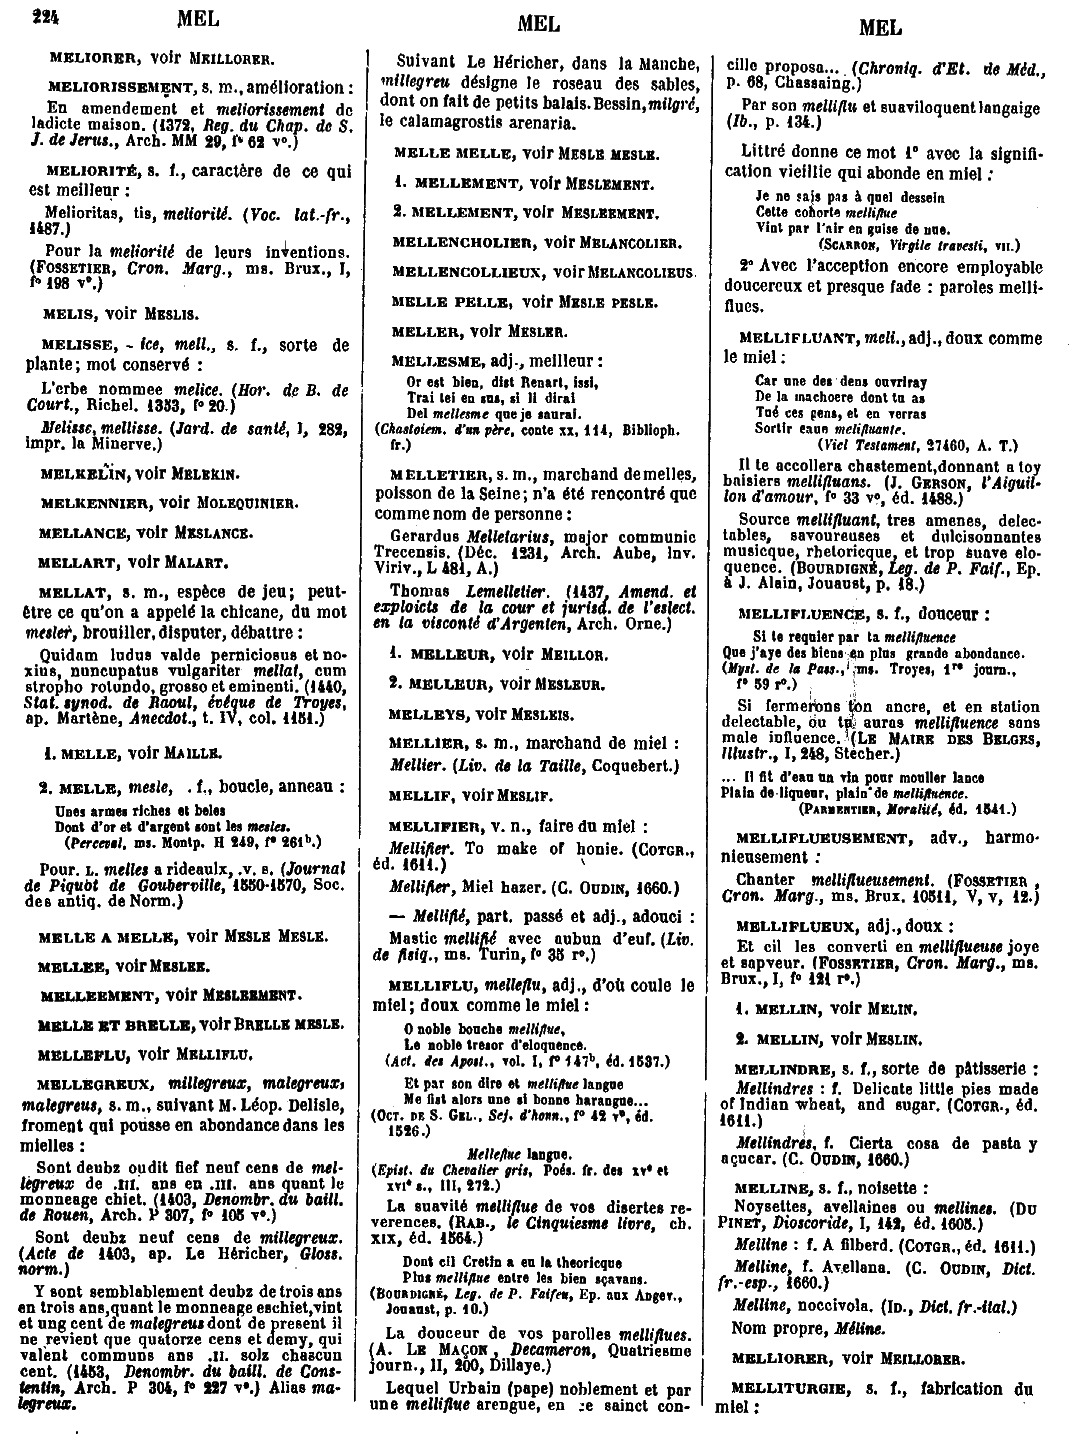 224 MEL MEL MEL
MELIORER, voir MEILLORER.
MELIORISSEMENT, s. m., amélioration :
En amendement et meliorissement de
ladicte maison. (1372, Reg. du Chap. de S.
J. de Jerus., Arch. MM 29, f° 62 v°.)
MELIORITÉ, s. f., caractère de ce qui
est meilleur :
Melioritas, tis, meliorité. (Voc. lat.-fr.,
1487.)
Pour la meliorité de leurs inventions.
(FOSSETIER, Cron. Marg., ms. Brux., I,
f° 198 v°.)
MELIS, voir MESLIS.
MELISSE, - ice, mell., s. f., sorte de
plante; mot conservé :
L'erbe nommee melice. (Hor. de B. de
Court., Richel. 1353, f° 20.)
Melisse, mellisse. (Jard. de santé, I, 282,
impr. la Minerve.)
MELKELIN, voir MELEKIN.
MELKENNIER, voir MOLEQUINIER.
MELLANCE, voir MESLANCE.
MELLART, voir MALART.
MELLAT, s. m., espèce de jeu; peut-
être ce qu'on a appelé la chicane, du mot
mesler, brouiller, disputer, débattre :
Quidam ludus valde perniciosus et no-
xius, nuncupatus vulgariter mellat, cum
stropho rotundo, grosso et eminenti. (1440,
Stat. synod. de Raoul, évêque de Troyes,
ap. Martène, Anecdot., t. IV, col. 1151.)
1. MELLE, voir MAILLE.
2. MELLE, mesle, . f., boucle, anneau :
Unes armes riches et beles
Dont d'or et d'argent sont les mesles.
(Perceval, ms. Montp. H 249, f° 261b.)
Pour. L. melles a rideaulx, .v. s. (Journal
de Piquot de Gouberville, 1550-1570, Soc.
des antiq. de Norm.)
MELLE A MELLE, voir MESLE MESLE.
MELLEE, voir MESLEE.
MELLEEMENT, voir MESLEEMENT.
MELLE ET BRELLE, voir BRELLE MESLE.
MELLEFLU, voir MELLIFLU.
MELLEGREUX, millegreux, malegreux,
malegreus, s. m., suivant M. Léop. Delisle,
froment qui pousse en abondance dans les
mielles :
Sont deubz oudit fief neuf cens de mel-
lègreux de .III. ans en .III. ans quant le
monneage chiet. (1403, Denombr. du baill.
de Rouen, Arch. P 307, f° 105 v°.)
Sont deubz neuf cens de millegreux.
(Acte de 1403, ap. Le Héricher, Gloss.
norm.)
Y sont semblablement deubz de trois ans
en trois ans, quant le monneage eschiet, vint
et ung cent de malegreus dont de present il
ne revient que quatorze cens et demy, qui
valent communs ans .II. solz chascun
cent. (1453, Denombr. du baill. de Cons-
tentin, Arch. P 304, f° 227 v°.) Alias ma-
legreux.
Suivant Le Héricher, dans la Manche,
millegreu désigne le roseau des sables,
dont on fait de petits balais. Bessin, milgré,
le calamagrostis arenaria.
MELLE MELLE, voir MESLE MESLE.
1. MELLEMENT, voir MESLEMENT.
2. MELLEMENT, voir MESLEEMENT.
MELLENCHOLIER, voir MELANCOLIER.
MELLENCOLLIEUX, voir MELANCOLIEUS.
MELLE PELLE, voir MESLE PESLE.
MELLER, voir MESLER.
MELLESME, adj., meilleur :
Or est bien, dist Renart, issi,
Trai tei en sus, si li dirai
Del mellesme que je saurai.
(Chastoiem. d'un père, conte XX, 114, Biblioph.
fr.)
MELLETIER, s. m., marchand de melles,
poisson de la Seine; n'a été rencontré que
comme nom de personne :
Gerardus Melletarius, major communie
Trecensis. (Déc. 1231, Arch. Aube, Inv.
Viriv., L 481, A.)
Thomas Lemelletier. (1437, Amend. et
exploicts de la cour et jurisd. de l'eslect.
en la visconté d'Argenten, Arch. Orne.)
1. MELLEUR, voir MEILLOR.
2. MELLEUR, voir MESLEUR.
MELLEYS, voir MESLEIS.
MELLIER, s. m., marchand de miel :
Mellier. (Liv. de la Taille, Coquebert.)
MELLIF, voir MESLIF.
MELLIFIER, v. n., faire du miel :
Mellifier. To make of honie. (COTGR.,
éd. 1611.)
Mellifier, Miel hazer. (C. OUDIN, 1660.)
— Mellifié, part. passé et adj., adouci :
Mastic mellifié avec aubun d'euf. (Liv.
de fisiq., ms. Turin, f° 35 r°.)
MELLIFLU, melleflu, adj., d'où coule le
miel; doux comme le miel :
O noble bouche melliflue,
Le noble tresor d'eloquence.
(Act. des Apost., vol. I, f° 147b, éd. 1537.)
Et par son dire et melliflue langue
Me fist alors une si bonne harangue...
(OCT. DE S. GEL., Sej. d'honn., f° 42 v°, éd.
1526.)
Melleflue langue.
(Epist. du Chevalier gris, Poés. fr. des XVe et
XVIe s., III, 272.)
La suavité melliflue de vos disertes re-
verences. (RAB., le Cinquiesme livre, ch.
XIX, éd. 1564.)
Dont cil Cretin a eu la theoricque
Plus melliflue entre les bien sçavans.
(BOURDIGNÉ, Leg. de P. Faifeu, Ep. aux Anger.,
Jouaust, p. 10.)
La douceur de vos parolles melliflues.
(A. LE MAÇON, Decameron, Quatriesme
journ., II, 200, Dillaye.)
Lequel Urbain (pape) noblement et par
une melliflue arengue, en ce sainct con-
cille proposa... (Chroniq. d'Et. de Méd.,
p. 68, Chassaing.)
Par son melliflu et suaviloquent langaige
(Ib., p. 134.)
Littré donne ce mot 1° avec la signifi-
cation vieillie qui abonde en miel :
Je ne sais pas à quel dessein
Cette cohorte melliflue
Vint par l'air en guise de nue.
(SCARRON, Virgile travesti, VII.)
2° Avec l'acception encore employable
doucereux et presque fade : paroles melli-
flues.
MELLIFLUANT, meli., adj., doux comme
le miel :
Car une des dens ouvriray
De la machoere dont tu as
Tué ces gens, et en verras
Sortir eaue melifluante.
(Viel Testament, 27460, A. T.)
Il te accollera chastement, donnant a toy
baisiers mellifluans. (J. GERSON, l'Aiguil-
lon d'amour, f° 33 v°, éd. 1488.)
Source mellifluant, tres amenes, delec-
tables, savoureuses et dulcisonnantes
musicque, rhetoricque, et trop suave elo-
quence. (BOURDIGNÉ, Leg. de P. Faif., Ep.
à J. Alain, Jouaust, p. 18.)
MELLIFLUENCE, s. f., douceur :
Si te requier par ta mellifluence
Que j'aye des biens en plus grande abondance.
(Myst. de la Pass., ms. Troyes, 1re journ.,
f° 59 r°.)
Si fermerons ton ancre, et en station
delectable, ou tu auras mellifluence sans
male influence. (LE MAIRE DES BELGES,
Illustr., I, 248, Stecher.)
... Il fit d'eau un vin pour mouller lance
Plain de liqueur, plain de mellifluence.
(PARMENTIER, Moralité, éd. 1541.)
MELLIFLUEUSEMENT, adv., harmo-
nieusement :
Chanter melliflueusement. (FOSSETIER,
Cron. Marg., ms. Brux. 10511, V, v, 12.)
MELLIFLUEUX, adj., doux :
Et cil les converti en melliflueuse joye
et sapveur. (FOSSETIER, Cron. Marg., ms.
Brux., I, f° 121 r°.)
1. MELLIN, voir MELIN.
2. MELLIN, voir MESLIN.
MELLINDRE, s. f., sorte de pâtisserie :
Mellindres : f. Delicate little pies made
of Indian wheat, and sugar. (COTGR., éd.
1611.)
Mellindres, f. Cierta cosa de pasta y
açucar. (C. OUDIN, 1660.)
MELLINE, s. f., noisette :
Noysettes, avellaines ou mellines. (DU
PINET, Dioscoride, I, 142, éd. 1605.)
Melline : f. A filberd. (COTGR., éd. 1611.)
Melline, f. Avellana. (C. OUDIN, Dict.
fr.-esp., 1660.)
Melline, noccivola. (ID., Dict. fr.-ital.)
Nom propre, Méline.
MELLIORER, voir MEILLORER.
MELLITURGIE, s. f., fabrication du
miel :